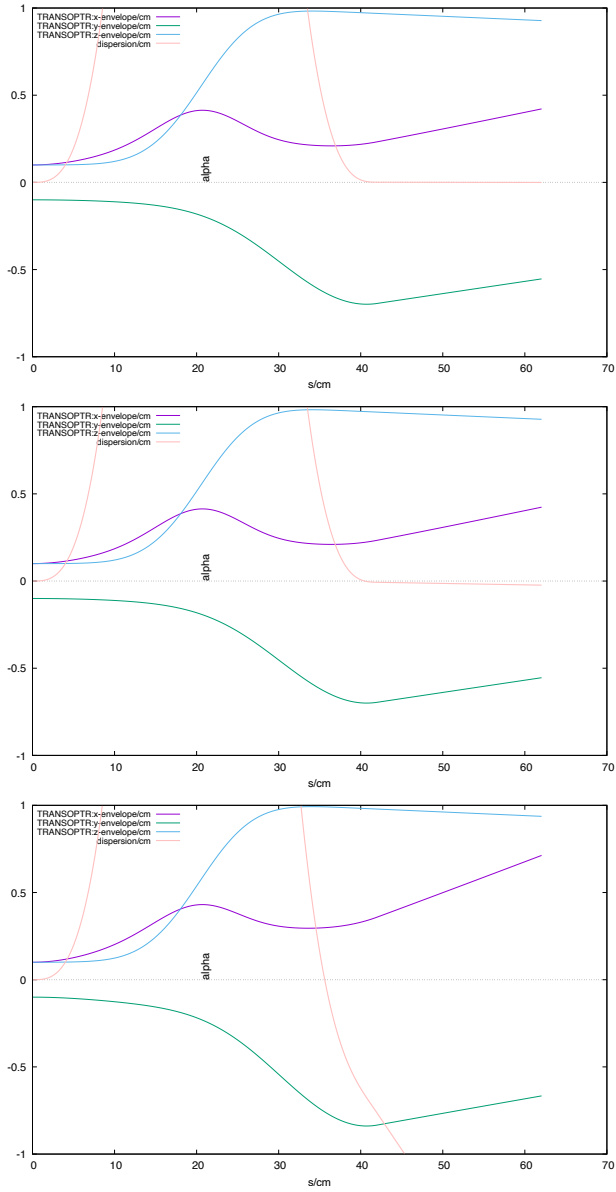 TRANSOPTR:x-envelope/cm
TRANSOPTR:y-envelope/cm
TRANSOPTR:z-envelope/cm
dispersion/cm
1
0.5
0
-0.5
-1
alpha
0 10 20 30 40 50 60 70
s/cm
TRANSOPTR:x-envelope/cm
TRANSOPTR:y-envelope/cm
TRANSOPTR:z-envelope/cm
dispersion/cm
1
0.5
0
-0.5
-1
alpha
0 10 20 30 40 50 60 70
s/cm
TRANSOPTR:x-envelope/cm
TRANSOPTR:y-envelope/cm
TRANSOPTR:z-envelope/cm
dispersion/cm
1
0.5
0
-0.5
-1
alpha
0 10 20 30 40 50 60 70
s/cm